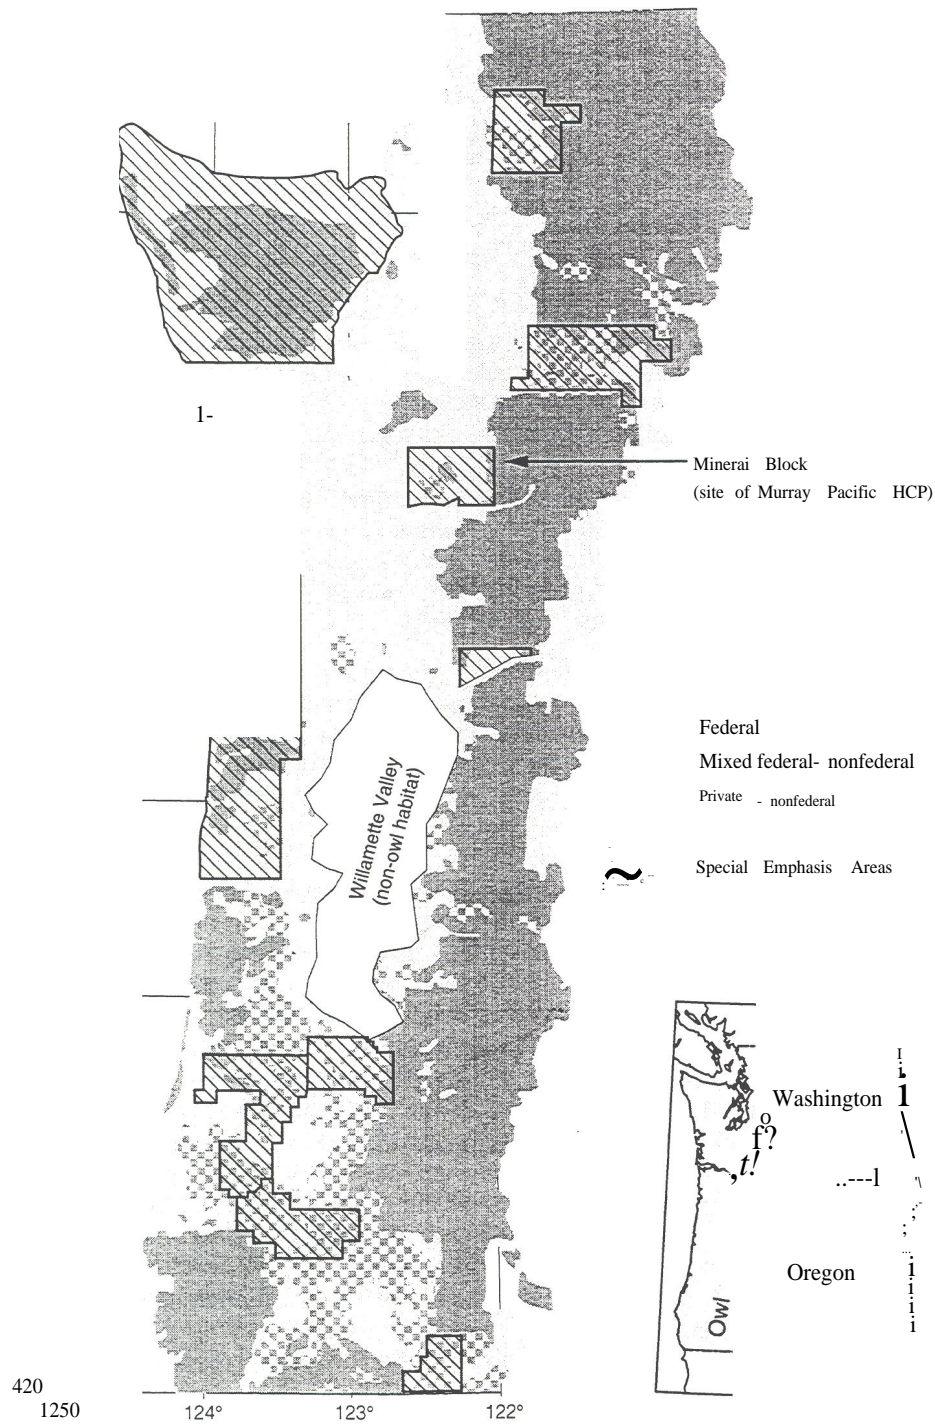 1-
Minerai Block
(site of Murray Pacific HCP)
Willamette Valley
(non-owl habitat)
Federal
Mixed federal- nonfederal
Private - nonfederal
Special Emphasis Areas
Washington
Oregon
Owl
420
1250
124°
123°
122°